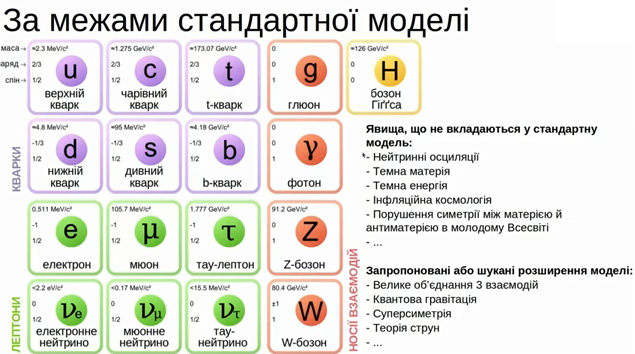 За межами стандартної моделі
маса→ ≈2.3 MeV/c² ≈1.275 GeV/c² ≈173.07 GeV/c² 0 ≈126 GeV/c²
заряд→ 2/3 2/3 2/3 0 0
спін→ 1/2 1/2 1/2 1 0
u c t g H
верхній кварк
чарівний кварк
t-кварк
глюон
бозон Гіґґса
КВАРКИ
≈4.8 MeV/c² ≈95 MeV/c² ≈4.18 GeV/c² 0
-1/3 -1/3 -1/3 0
1/2 1/2 1/2 1
d s b γ
нижній кварк
дивний кварк
b-кварк
фотон
0.511 MeV/c² 105.7 MeV/c² 1.777 GeV/c² 91.2 GeV/c²
-1 -1 -1 0
1/2 1/2 1/2 1
e μ τ Z
електрон мюон тау-лептон Z-бозон
ЛЕПТОНИ
<2.2 eV/c² <0.17 MeV/c² <15.5 MeV/c² 80.4 GeV/c²
0 0 0 ±1
1/2 1/2 1/2 1
νe νμ ντ W
електронне нейтрино
мюонне нейтрино
тау-нейтрино
W-бозон
НОСІЇ ВЗАЄМОДІЙ
Явища, що не вкладаються у стандартну
модель:
- Нейтринні осциляції
- Темна матерія
- Темна енергія
- Інфляційна космологія
- Порушення симетрії між матерією й
антиматерією в молодому Всесвіті
- ...
Запропоновані або шукані розширення моделі:
- Велике об'єднання 3 взаємодій
- Квантова гравітація
- Суперсиметрія
- Теорія струн
- ...